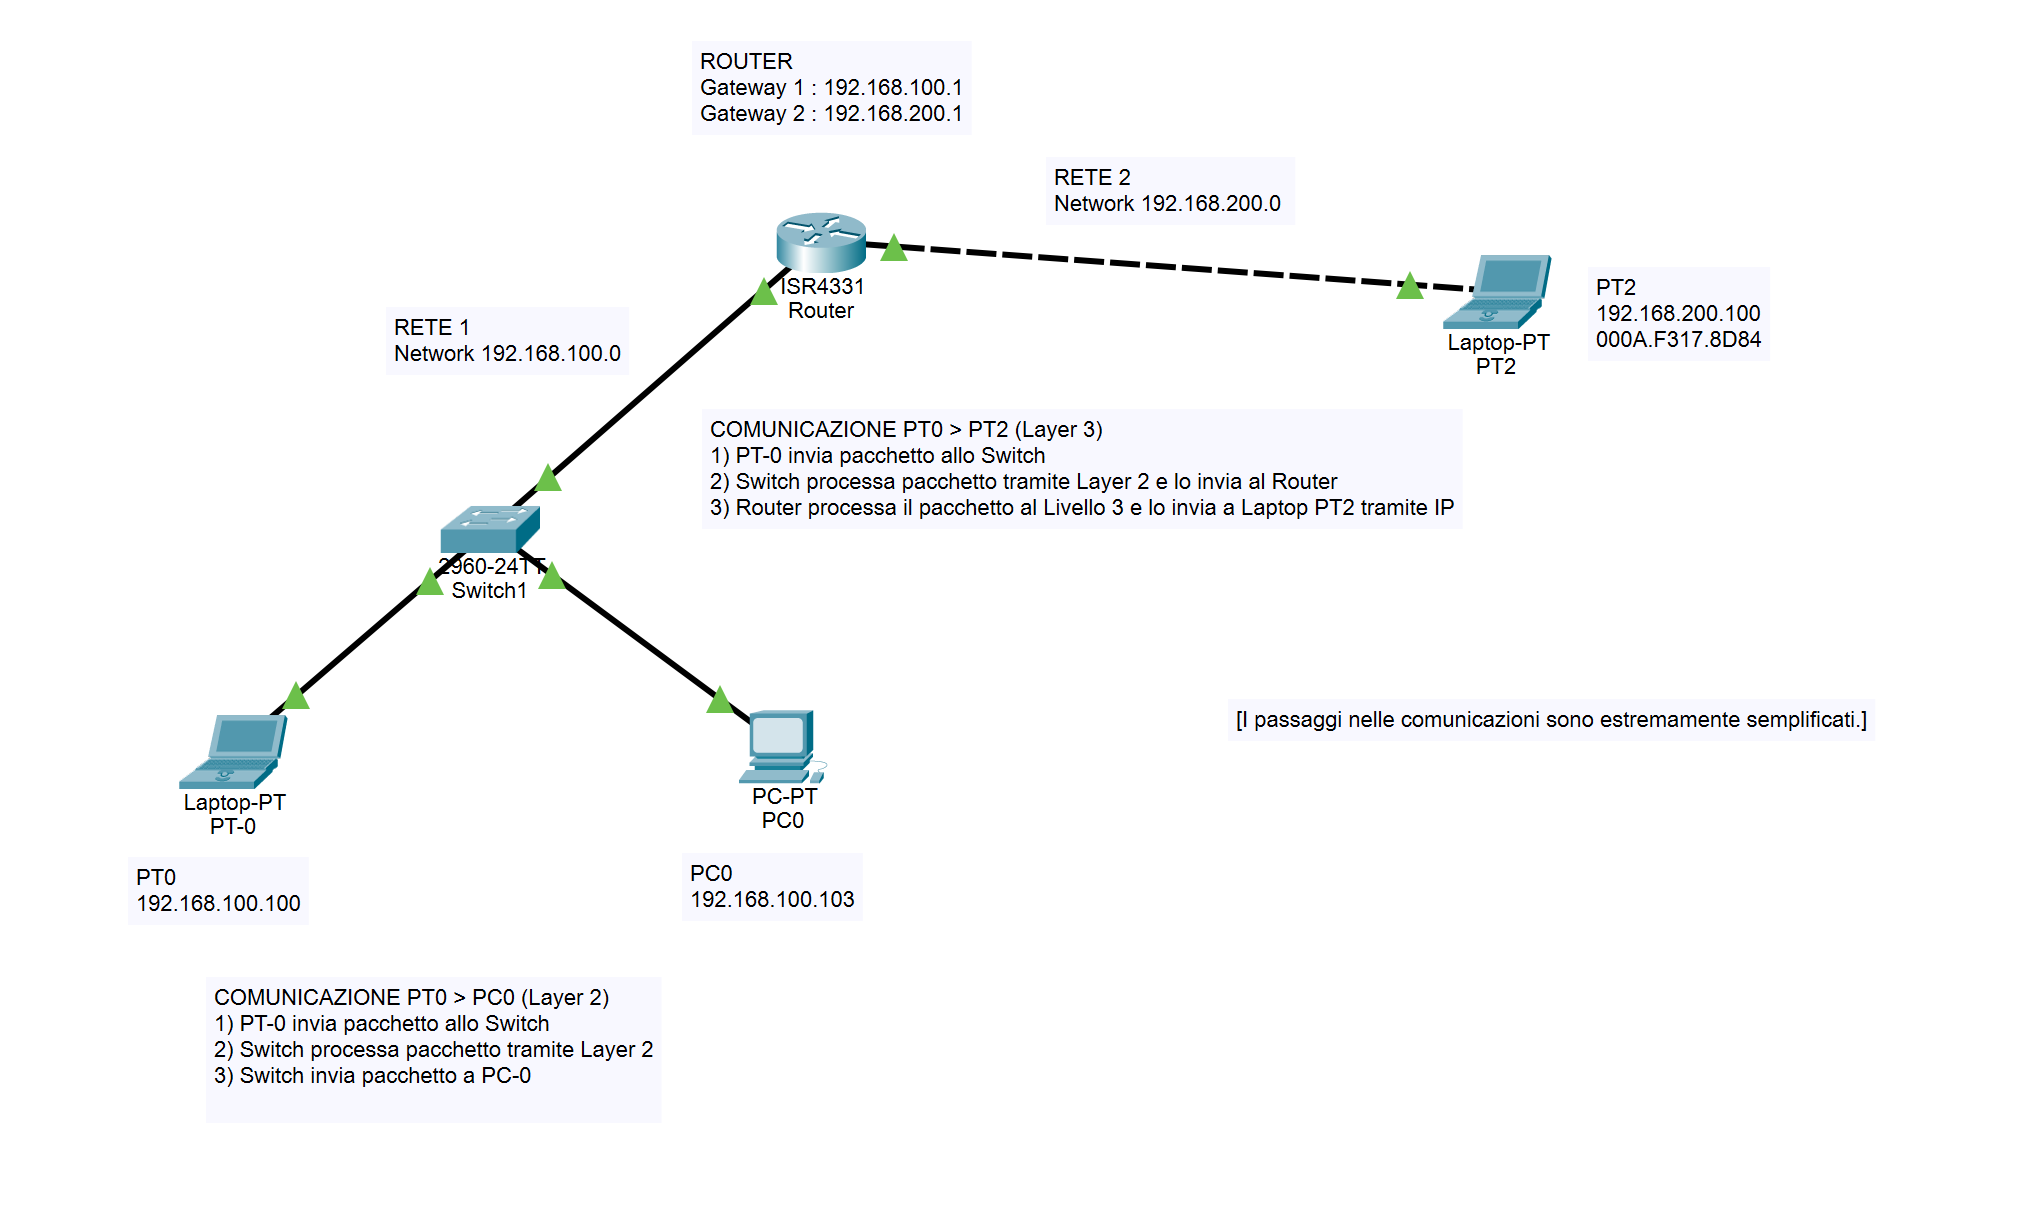 ROUTER
Gateway 1 : 192.168.100.1
Gateway 2 : 192.168.200.1
RETE 2
Network 192.168.200.0
ISR4331
Router
PT2
192.168.200.100
000A.F317.8D84
Laptop-PT
PT2
RETE 1
Network 192.168.100.0
COMUNICAZIONE PT0 > PT2 (Layer 3)
1) PT-0 invia pacchetto allo Switch
2) Switch processa pacchetto tramite Layer 2 e lo invia al Router
3) Router processa il pacchetto al Livello 3 e lo invia a Laptop PT2 tramite IP
2960-24TT
Switch1
[I passaggi nelle comunicazioni sono estremamente semplificati.]
Laptop-PT
PT-0
PC-PT
PC0
PT0
192.168.100.100
PC0
192.168.100.103
COMUNICAZIONE PT0 > PC0 (Layer 2)
1) PT-0 invia pacchetto allo Switch
2) Switch processa pacchetto tramite Layer 2
3) Switch invia pacchetto a PC-0